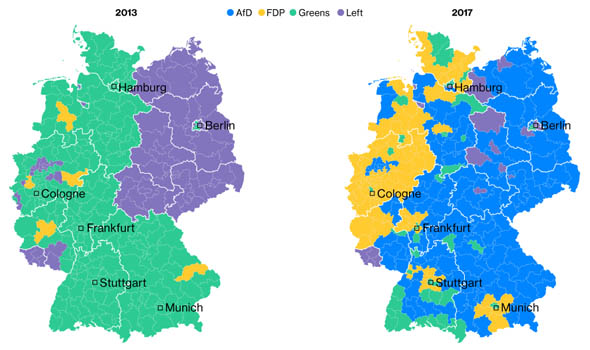 2013
AfD FDP Greens Left
2017
Hamburg
Berlin
Cologne
Frankfurt
Stuttgart
Munich
Hamburg
Berlin
Cologne
Frankfurt
Stuttgart
Munich